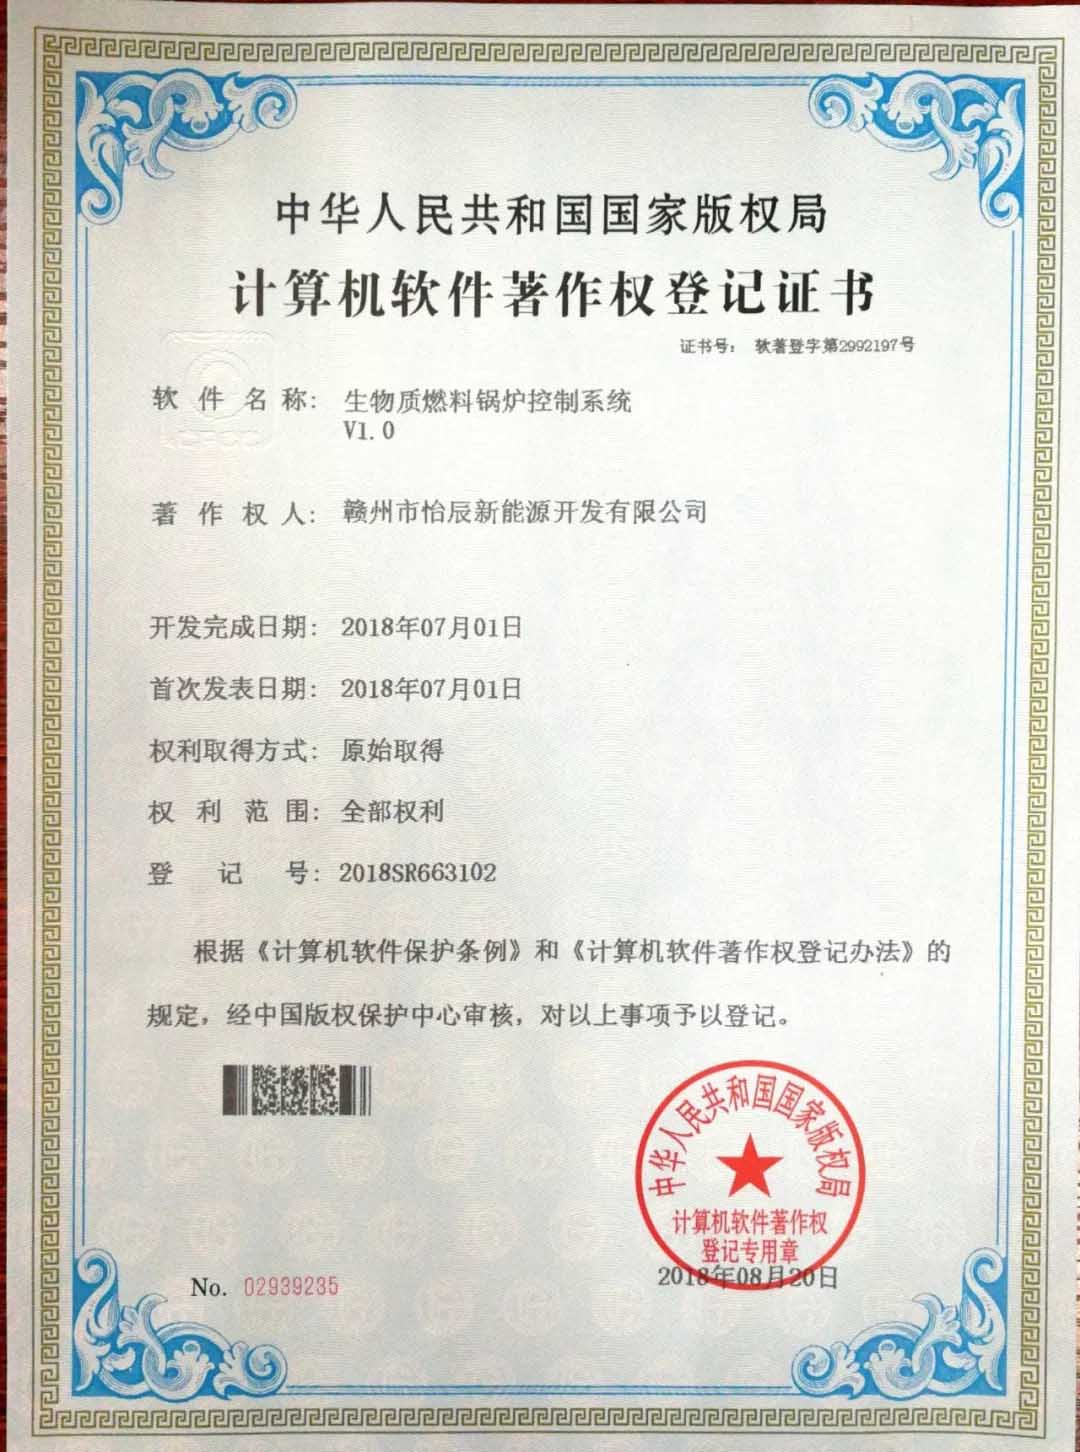 中华人民共和国国家版权局
计算机软件著作权登记证书
证书号： 软著登字第2992197号
软件名称： 生物质燃料锅炉控制系统
V1.0
著作权人： 赣州市怡辰新能源开发有限公司
开发完成日期： 2018年07月01日
首次发表日期： 2018年07月01日
权利取得方式： 原始取得
权利范围： 全部权利
登记号： 2018SR663102
根据《计算机软件保护条例》和《计算机软件著作权登记办法》的
规定，经中国版权保护中心审核，对以上事项予以登记。
中华人民共和国国家版权局
计算机软件著作权
登记专用章
2018年08月20日
No. 02939235